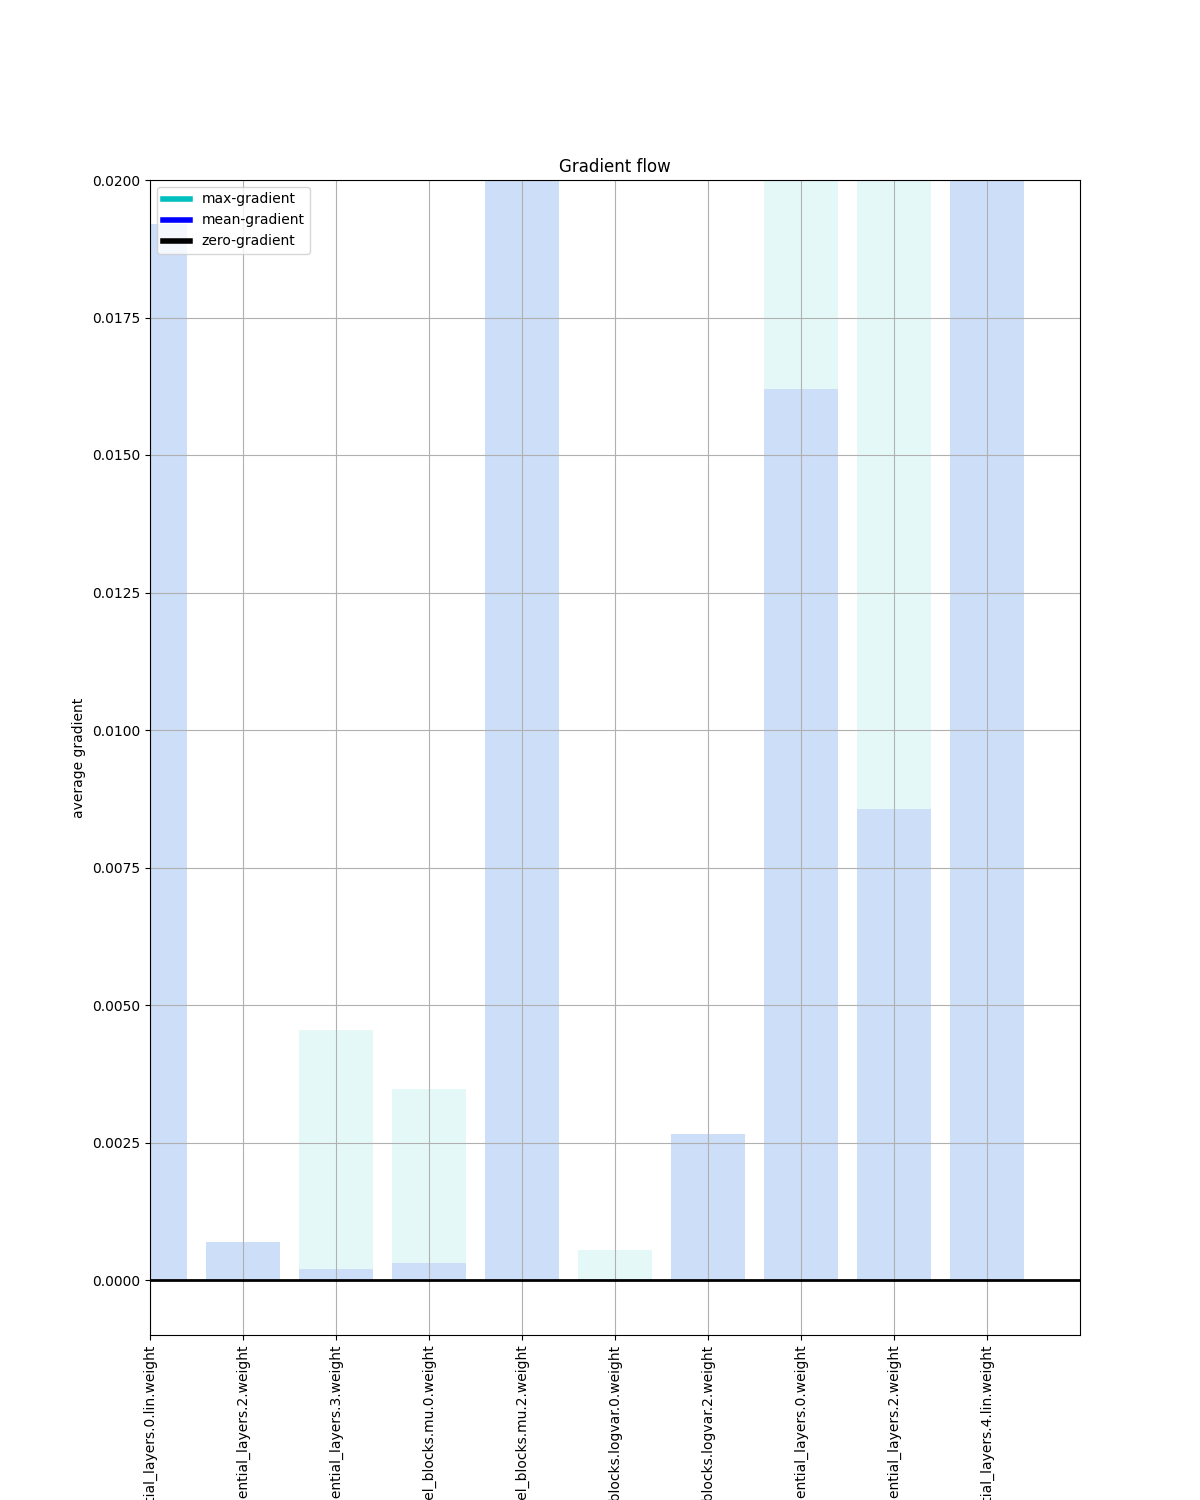 Gradient flow
max-gradient
mean-gradient
zero-gradient
average gradient
0.0200
0.0175
0.0150
0.0125
0.0100
0.0075
0.0050
0.0025
0.0000
tial_layers.0.lin.weight
ential_layers.2.weight
ential_layers.3.weight
el_blocks.mu.0.weight
el_blocks.mu.2.weight
blocks.logvar.0.weight
blocks.logvar.2.weight
ential_layers.0.weight
ential_layers.2.weight
tial_layers.4.lin.weight